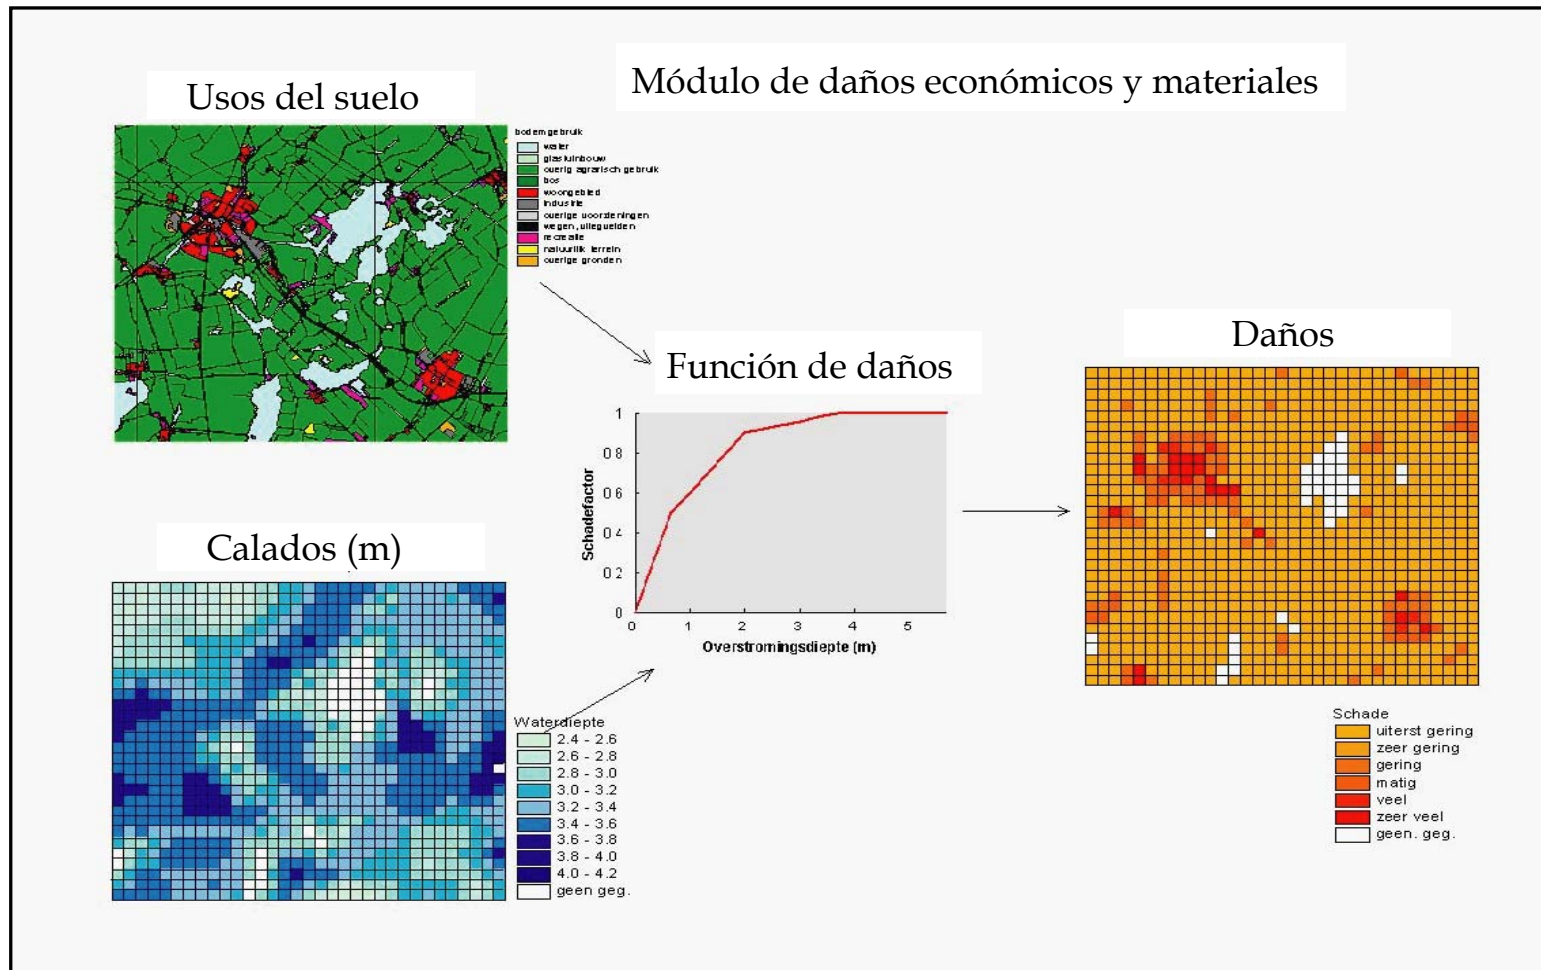 Módulo de daños económicos y materiales
Usos del suelo
bodemgebruik
water
glastuinbouw
overig agrarisch gebruik
bos
woongebied
industrie
overige voorzieningen
wegen, vliegvelden
recreatie
natuurlijk terrein
overige gronden
Función de daños
1
0.8
0.6
0.4
0.2
0
0 1 2 3 4 5
Schadefactor
Overstromingsdiepte (m)
Calados (m)
Waterdiepte
2.4 - 2.6
2.6 - 2.8
2.8 - 3.0
3.0 - 3.2
3.2 - 3.4
3.4 - 3.6
3.6 - 3.8
3.8 - 4.0
4.0 - 4.2
geen geg.
Daños
Schade
uiterst gering
zeer gering
gering
matig
veel
zeer veel
geen. geg.